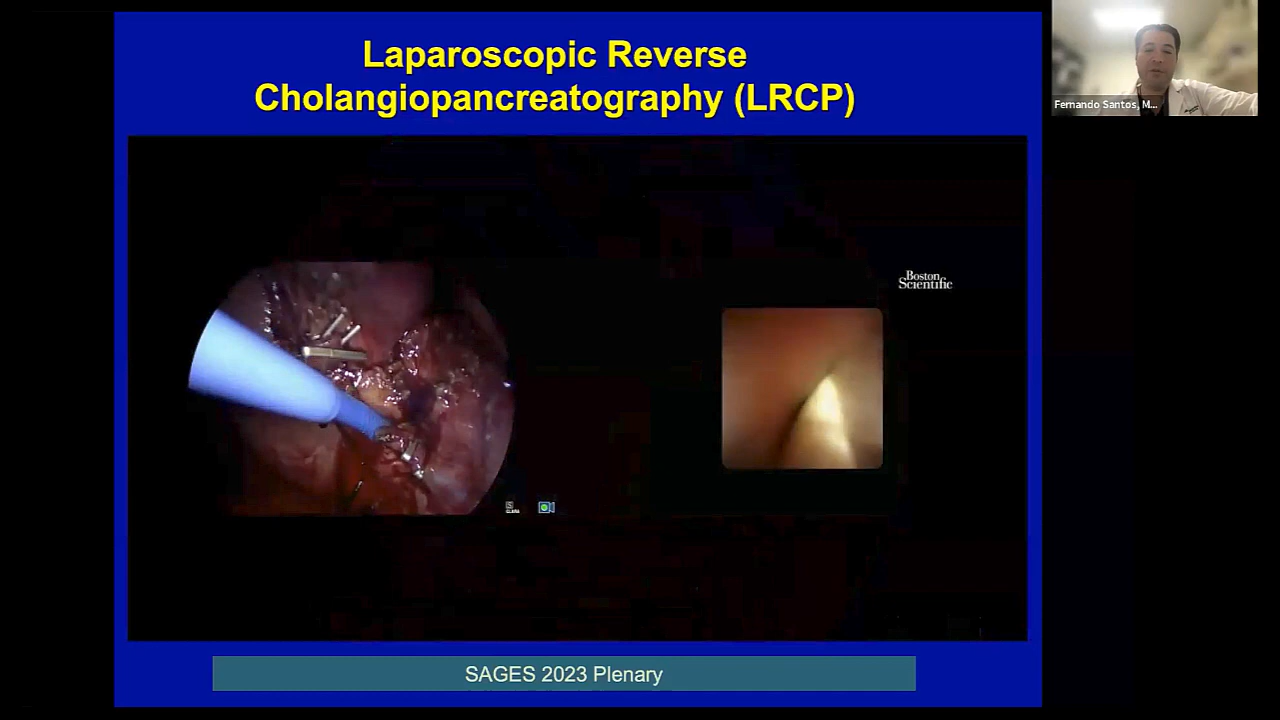 Laparoscopic Reverse
Cholangiopancreatography (LRCP)
Fernando Santos, M...
Boston
Scientific
SAGES 2023 Plenary